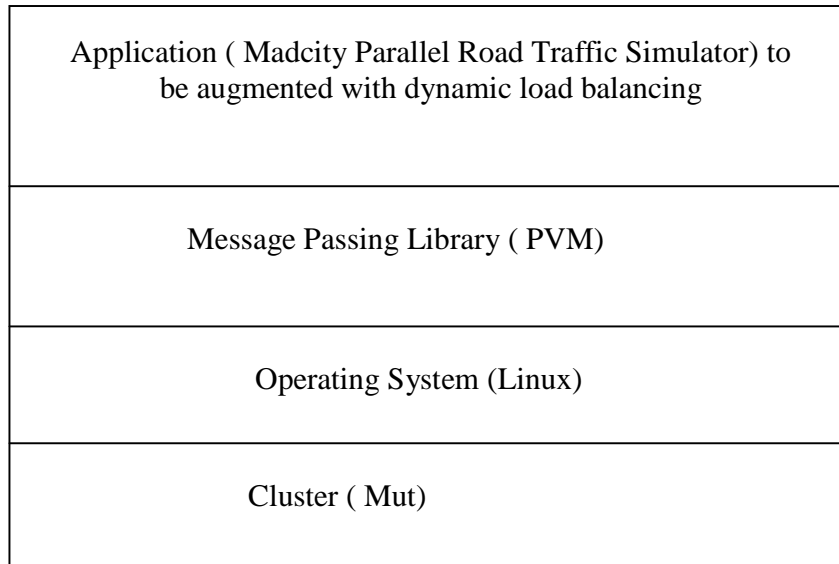 Application ( Madcity Parallel Road Traffic Simulator) to
be augmented with dynamic load balancing
Message Passing Library ( PVM)
Operating System (Linux)
Cluster ( Mut)